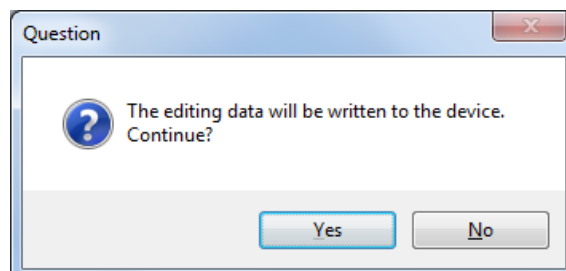 Question
The editing data will be written to the device.
Continue?
Yes
No